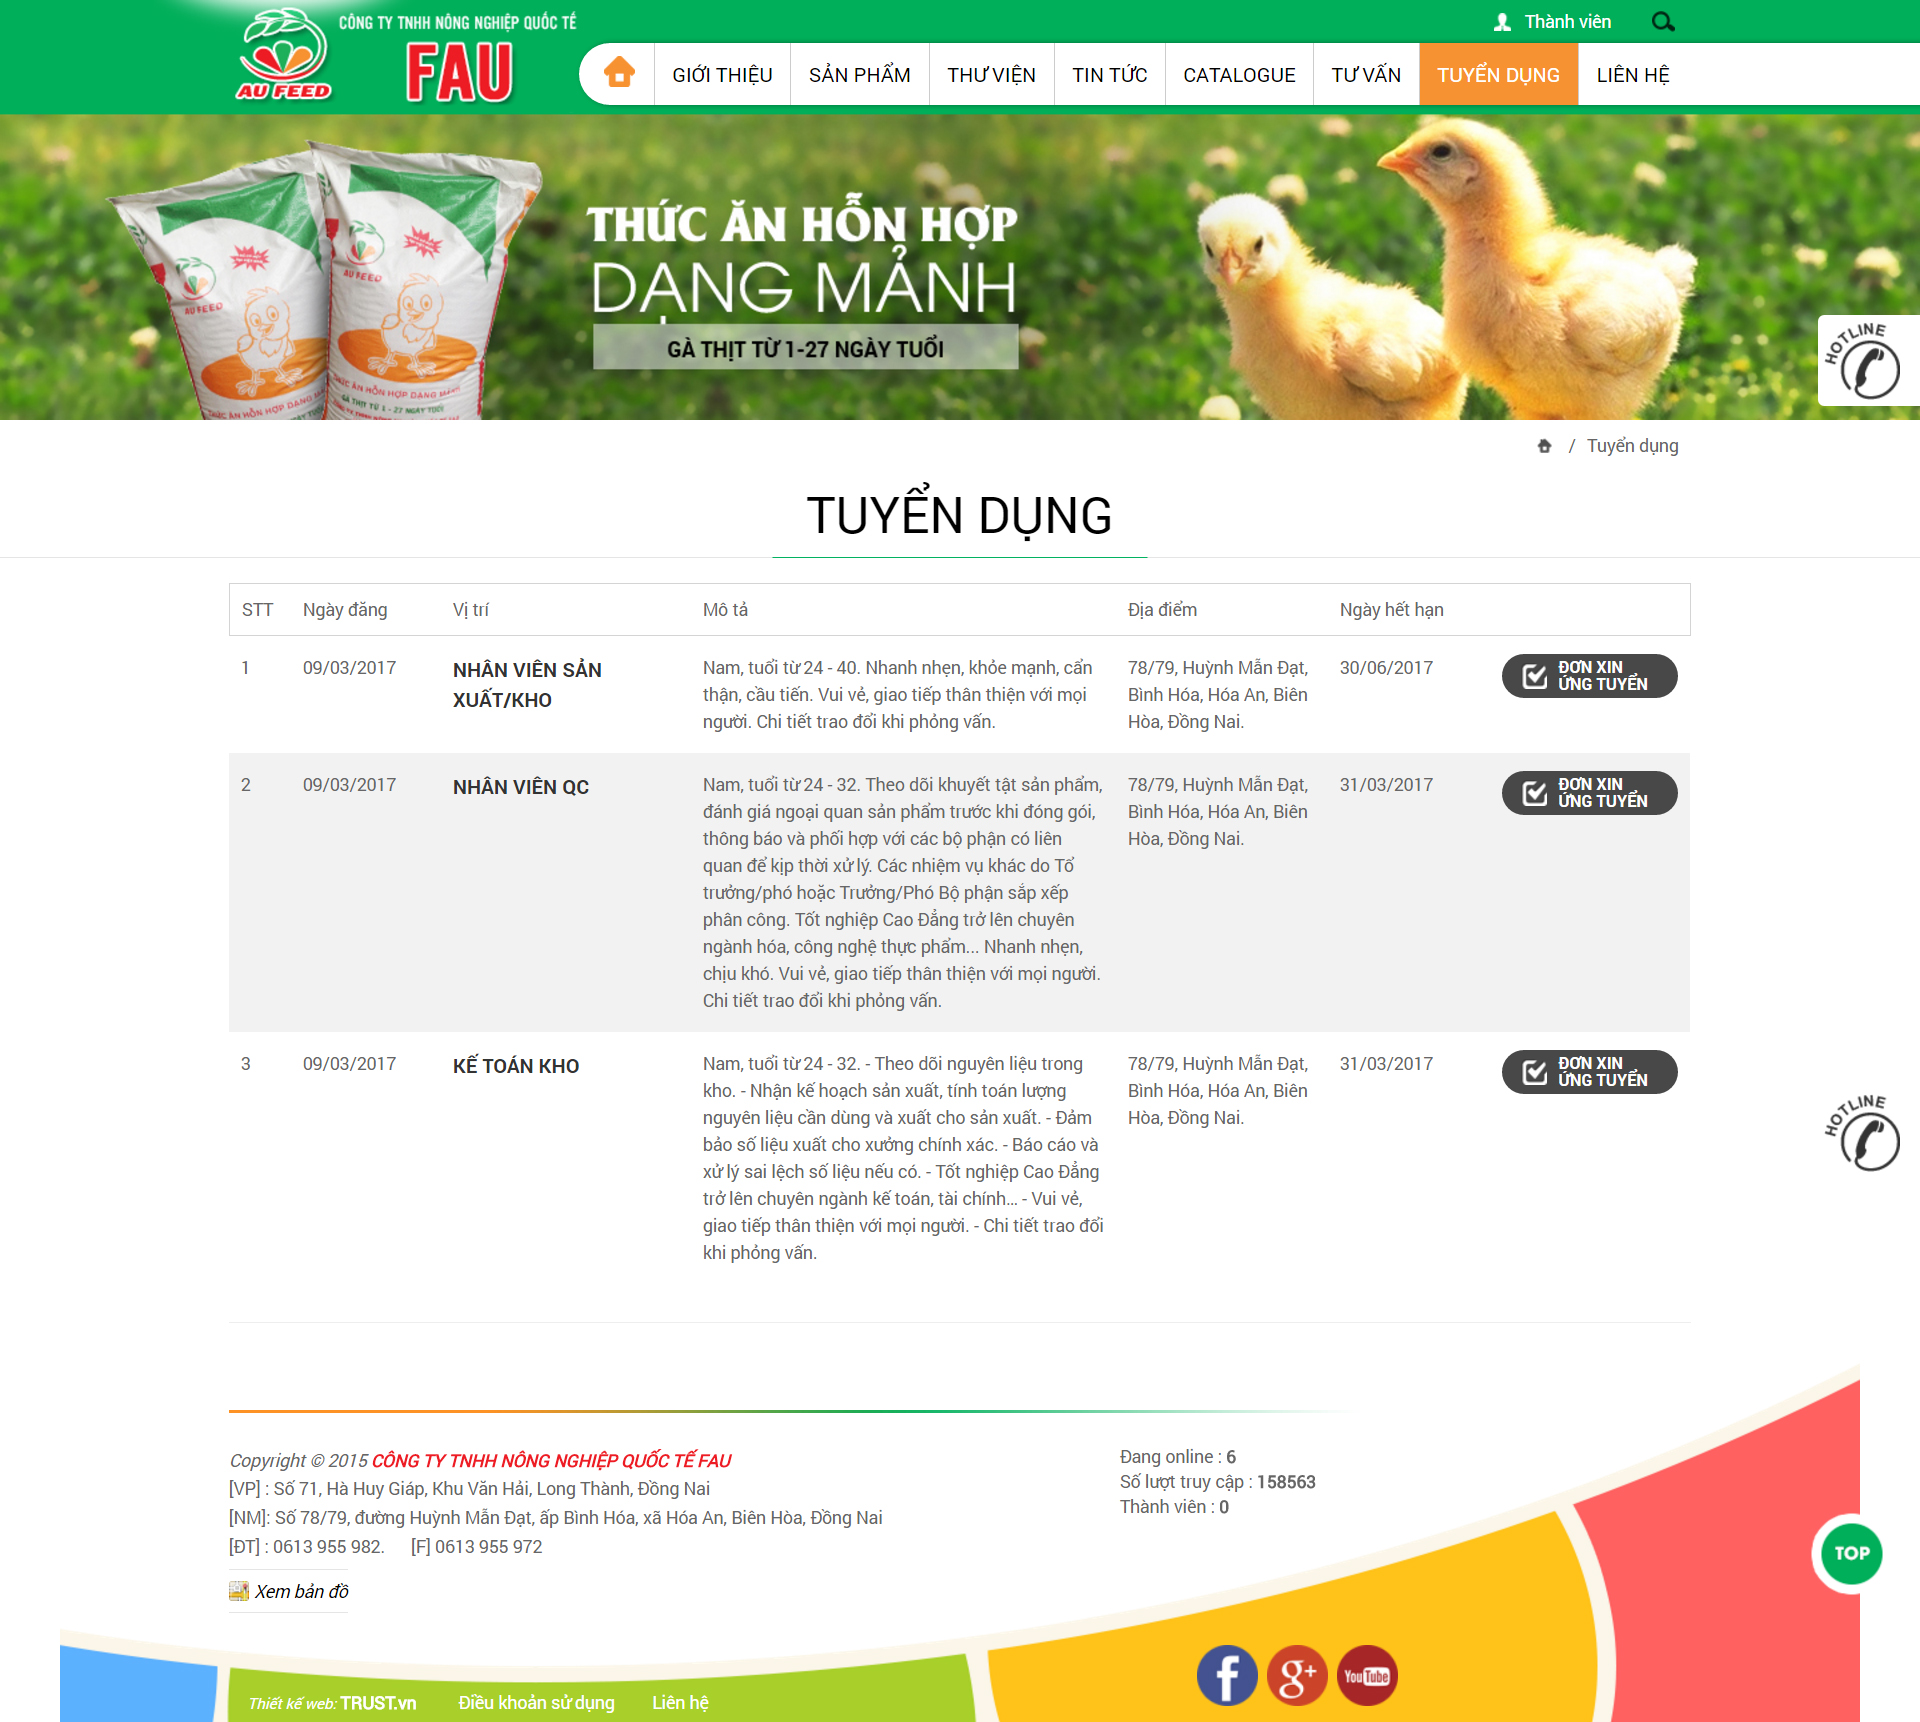 CÔNG TY TNHH NÔNG NGHIỆP QUỐC TẾ
FAU
AU FEED
Thành viên
GIỚI THIỆU
SẢN PHẨM
THƯ VIỆN
TIN TỨC
CATALOGUE
TƯ VẤN
TUYỂN DỤNG
LIÊN HỆ
THỨC ĂN HỖN HỢP
DẠNG MẢNH
GÀ THỊT TỪ 1-27 NGÀY TUỔI
AU FEED
AU FEED
THỨC ĂN HỖN HỢP DẠNG MẢNH
GÀ THỊT TỪ 1 - 27 NGÀY TUỔI
HOTLINE
/ Tuyển dụng
TUYỂN DỤNG
STT Ngày đăng Vị trí Mô tả Địa điểm Ngày hết hạn
1 09/03/2017
NHÂN VIÊN SẢN
XUẤT/KHO
Nam, tuổi từ 24 - 40. Nhanh nhẹn, khỏe mạnh, cẩn
thận, cầu tiến. Vui vẻ, giao tiếp thân thiện với mọi
người. Chi tiết trao đổi khi phỏng vấn.
78/79, Huỳnh Mẫn Đạt,
Bình Hóa, Hóa An, Biên
Hòa, Đồng Nai.
30/06/2017
ĐƠN XIN
ỨNG TUYỂN
2 09/03/2017
NHÂN VIÊN QC
Nam, tuổi từ 24 - 32. Theo dõi khuyết tật sản phẩm,
đánh giá ngoại quan sản phẩm trước khi đóng gói,
thông báo và phối hợp với các bộ phận có liên
quan để kịp thời xử lý. Các nhiệm vụ khác do Tổ
trưởng/phó hoặc Trưởng/Phó Bộ phận sắp xếp
phân công. Tốt nghiệp Cao Đẳng trở lên chuyên
ngành hóa, công nghệ thực phẩm... Nhanh nhẹn,
chịu khó. Vui vẻ, giao tiếp thân thiện với mọi người.
Chi tiết trao đổi khi phỏng vấn.
78/79, Huỳnh Mẫn Đạt,
Bình Hóa, Hóa An, Biên
Hòa, Đồng Nai.
31/03/2017
ĐƠN XIN
ỨNG TUYỂN
3 09/03/2017
KẾ TOÁN KHO
Nam, tuổi từ 24 - 32. - Theo dõi nguyên liệu trong
kho. - Nhận kế hoạch sản xuất, tính toán lượng
nguyên liệu cần dùng và xuất cho sản xuất. - Đảm
bảo số liệu xuất cho xưởng chính xác. - Báo cáo và
xử lý sai lệch số liệu nếu có. - Tốt nghiệp Cao Đẳng
trở lên chuyên ngành kế toán, tài chính... - Vui vẻ,
giao tiếp thân thiện với mọi người. - Chi tiết trao đổi
khi phỏng vấn.
78/79, Huỳnh Mẫn Đạt,
Bình Hóa, Hóa An, Biên
Hòa, Đồng Nai.
31/03/2017
ĐƠN XIN
ỨNG TUYỂN
HOTLINE
Copyright © 2015 CÔNG TY TNHH NÔNG NGHIỆP QUỐC TẾ FAU
[VP] : Số 71, Hà Huy Giáp, Khu Văn Hải, Long Thành, Đồng Nai
[NM]: Số 78/79, đường Huỳnh Mẫn Đạt, ấp Bình Hóa, xã Hóa An, Biên Hòa, Đồng Nai
[ĐT] : 0613 955 982. [F] 0613 955 972
Xem bản đồ
Đang online : 6
Số lượt truy cập : 158563
Thành viên : 0
TOP
f
g+
YouTube
Thiết kế web: TRUST.vn
Điều khoản sử dụng
Liên hệ